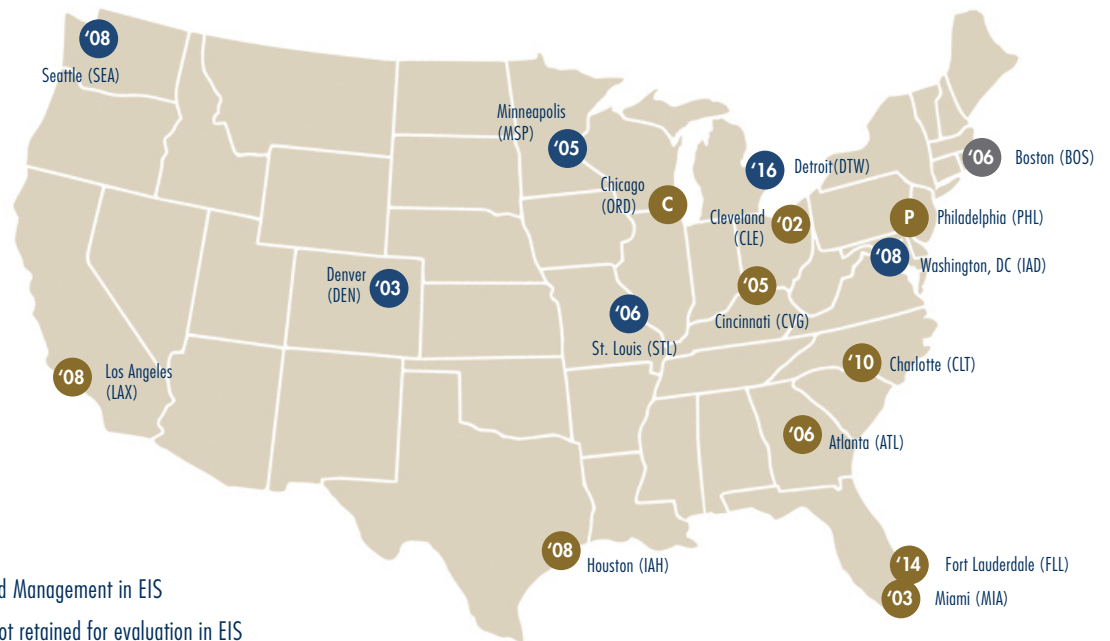 ‘08
Seattle (SEA)
Minneapolis
(MSP)
‘05
‘16
Detroit(DTW)
‘06
Boston (BOS)
Chicago
(ORD)
C
Cleveland
(CLE)
‘02
P
Philadelphia (PHL)
‘08
Washington, DC (IAD)
Denver
(DEN)
‘03
‘05
Cincinnati (CVG)
‘06
St. Louis (STL)
‘10
Charlotte (CLT)
‘08
Los Angeles
(LAX)
‘06
Atlanta (ATL)
‘08
Houston (IAH)
‘14
Fort Lauderdale (FLL)
‘03
Miami (MIA)
Management in EIS
retained for evaluation in EIS